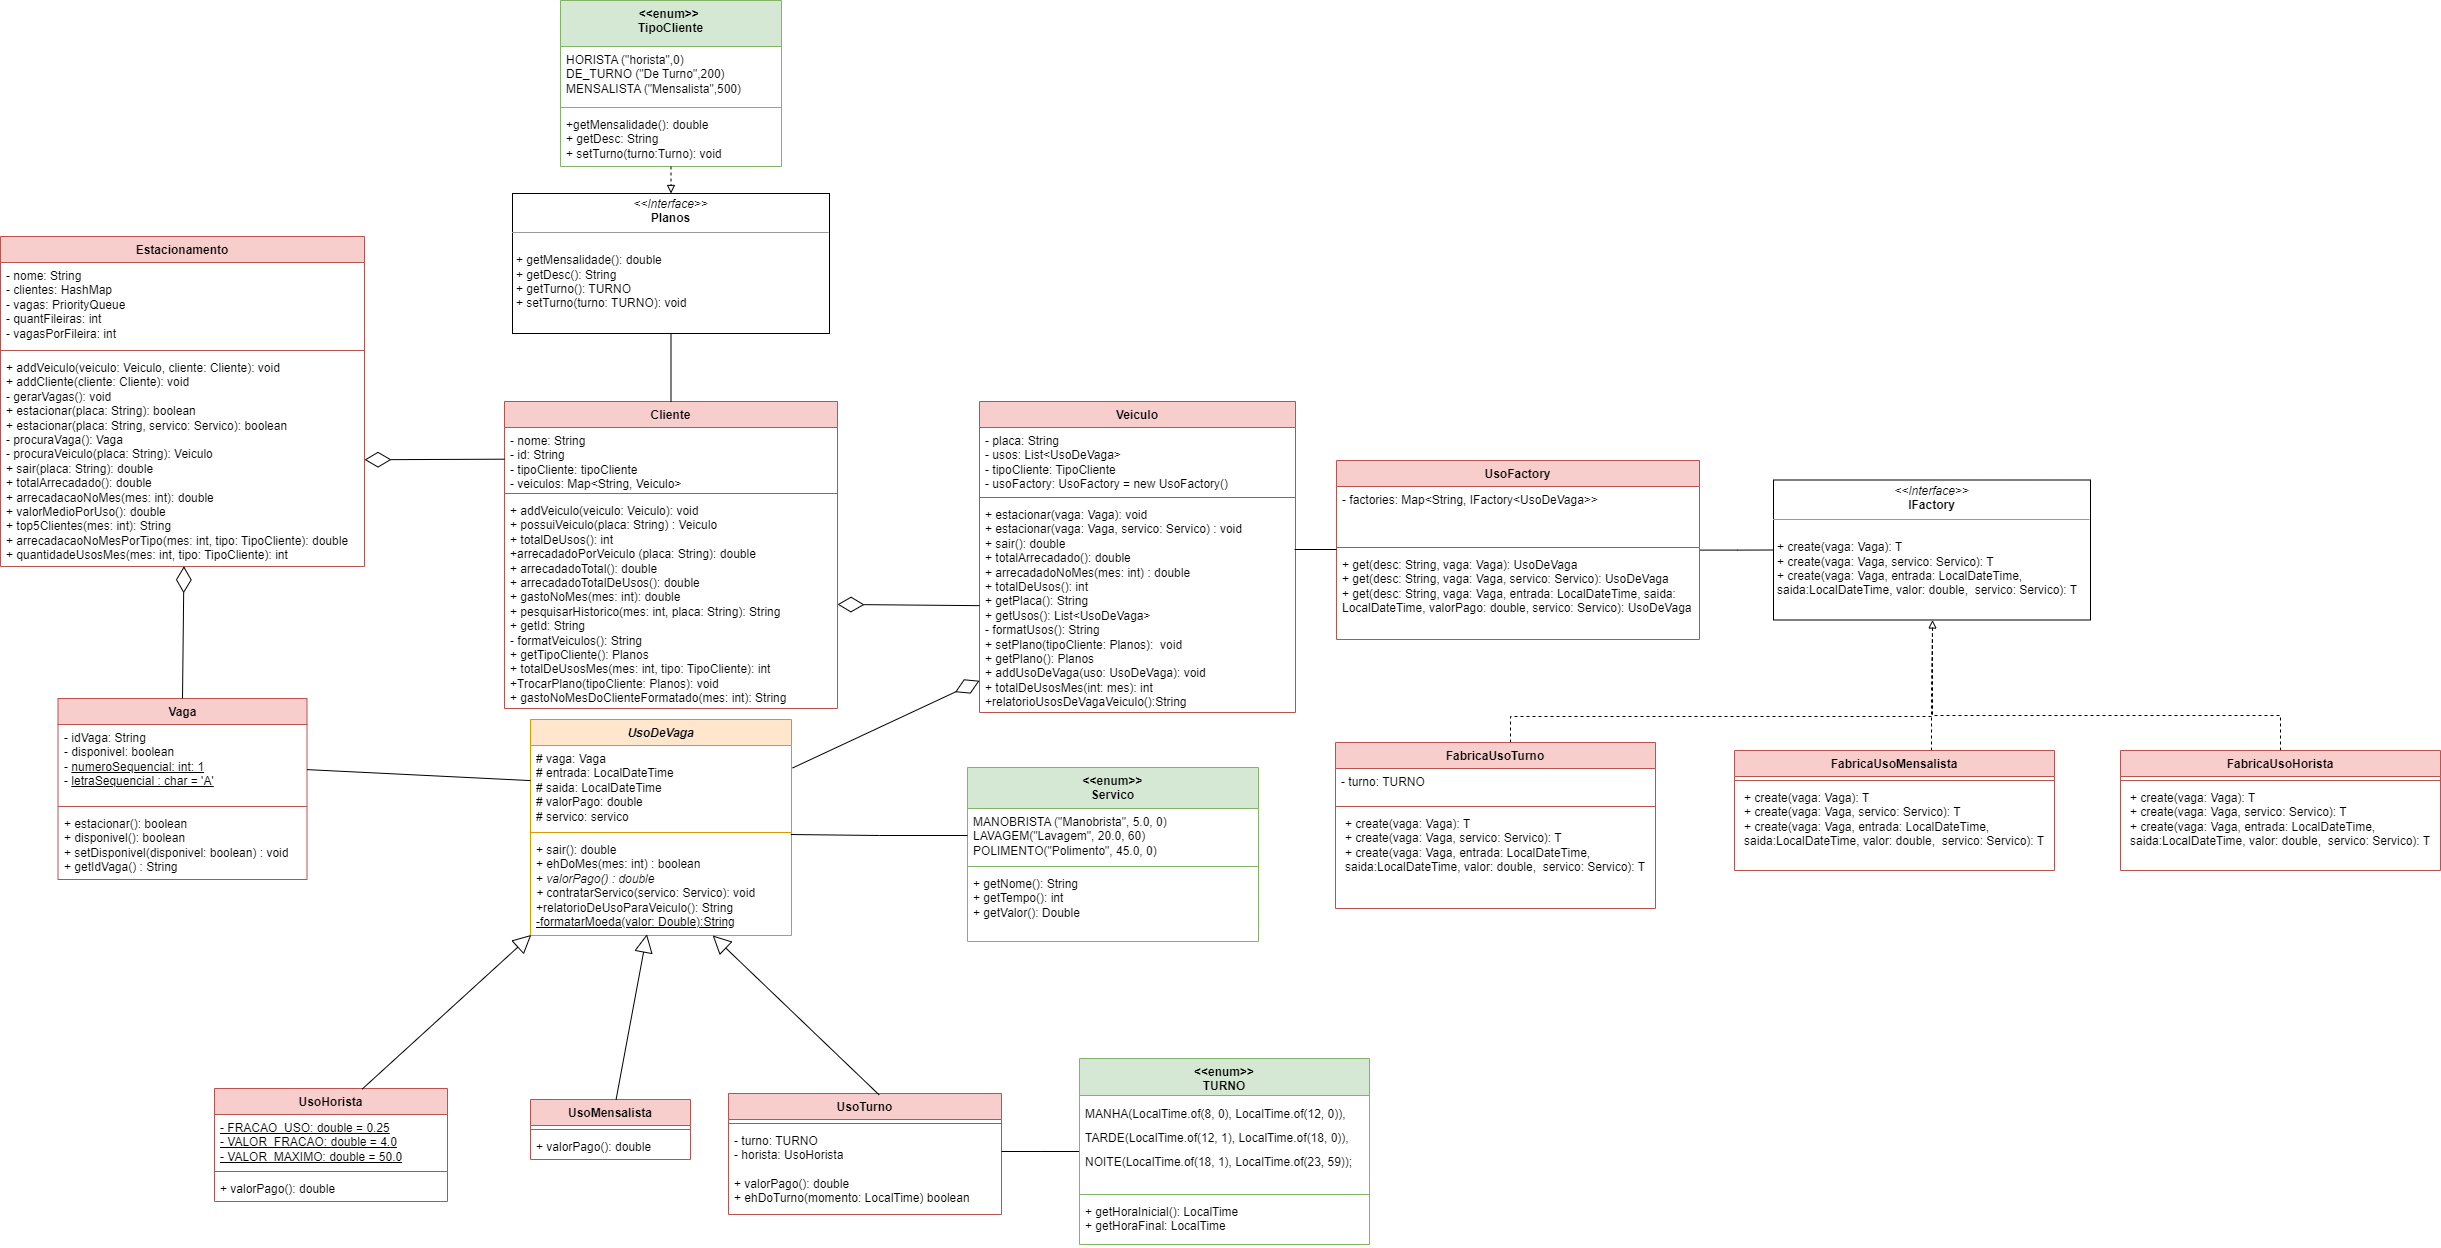 <<enum>>
TipoCliente
HORISTA ("horista",0)
DE_TURNO ("De Turno",200)
MENSALISTA ("Mensalista",500)
+getMensalidade(): double
+ getDesc: String
+ setTurno(turno:Turno): void
<<Interface>>
Planos
+ getMensalidade(): double
+ getDesc(): String
+ getTurno(): TURNO
+ setTurno(turno: TURNO): void
Estacionamento
- nome: String
- clientes: HashMap
- vagas: PriorityQueue
- quantFileiras: int
- vagasPorFileira: int
+ addVeiculo(veiculo: Veiculo, cliente: Cliente): void
+ addCliente(cliente: Cliente): void
- gerarVagas(): void
+ estacionar(placa: String): boolean
+ estacionar(placa: String, servico: Servico): boolean
- procuraVaga(): Vaga
- procuraVeiculo(placa: String): Veiculo
+ sair(placa: String): double
+ totalArrecadado(): double
+ arrecadacaoNoMes(mes: int): double
+ valorMedioPorUso(): double
+ top5Clientes(mes: int): String
+ arrecadacaoNoMesPorTipo(mes: int, tipo: TipoCliente): double
+ quantidadeUsosMes(mes: int, tipo: TipoCliente): int
Cliente
- nome: String
- id: String
- tipoCliente: tipoCliente
- veiculos: Map<String, Veiculo>
+ addVeiculo(veiculo: Veiculo): void
+ possuiVeiculo(placa: String) : Veiculo
+ totalDeUsos(): int
+arrecadadoPorVeiculo (placa: String): double
+ arrecadadoTotal(): double
+ arrecadadoTotalDeUsos(): double
+ gastoNoMes(mes: int): double
+ pesquisarHistorico(mes: int, placa: String): String
+ getId: String
- formatVeiculos(): String
+ getTipoCliente(): Planos
+ totalDeUsosMes(mes: int, tipo: TipoCliente): int
+TrocarPlano(tipoCliente: Planos): void
+ gastoNoMesDoClienteFormatado(mes: int): String
Veiculo
- placa: String
- usos: List<UsoDeVaga>
- tipoCliente: TipoCliente
- usoFactory: UsoFactory = new UsoFactory()
+ estacionar(vaga: Vaga): void
+ estacionar(vaga: Vaga, servico: Servico) : void
+ sair(): double
+ totalArrecadado(): double
+ arrecadadoNoMes(mes: int) : double
+ totalDeUsos(): int
+ getPlaca(): String
+ getUsos(): List<UsoDeVaga>
- formatUsos(): String
+ setPlano(tipoCliente: Planos):  void
+ getPlano(): Planos
+ addUsoDeVaga(uso: UsoDeVaga): void
+ totalDeUsosMes(int: mes): int
+relatorioUsosDeVagaVeiculo():String
UsoFactory
- factories: Map<String, IFactory<UsoDeVaga>>
+ get(desc: String, vaga: Vaga): UsoDeVaga
+ get(desc: String, vaga: Vaga, servico: Servico): UsoDeVaga
+ get(desc: String, vaga: Vaga, entrada: LocalDateTime, saida:
LocalDateTime, valorPago: double, servico: Servico): UsoDeVaga
<<Interface>>
IFactory
+ create(vaga: Vaga): T
+ create(vaga: Vaga, servico: Servico): T
+ create(vaga: Vaga, entrada: LocalDateTime,
saida:LocalDateTime, valor: double,  servico: Servico): T
Vaga
- idVaga: String
- disponivel: boolean
- numeroSequencial: int: 1
- letraSequencial : char = 'A'
+ estacionar(): boolean
+ disponivel(): boolean
+ setDisponivel(disponivel: boolean) : void
+ getIdVaga() : String
UsoDeVaga
# vaga: Vaga
# entrada: LocalDateTime
# saida: LocalDateTime
# valorPago: double
# servico: servico
+ sair(): double
+ ehDoMes(mes: int) : boolean
+ valorPago() : double
+ contratarServico(servico: Servico): void
+relatorioDeUsoParaVeiculo(): String
-formatarMoeda(valor: Double):String
<<enum>>
Servico
MANOBRISTA ("Manobrista", 5.0, 0)
LAVAGEM("Lavagem", 20.0, 60)
POLIMENTO("Polimento", 45.0, 0)
+ getNome(): String
+ getTempo(): int
+ getValor(): Double
FabricaUsoTurno
- turno: TURNO
+ create(vaga: Vaga): T
+ create(vaga: Vaga, servico: Servico): T
+ create(vaga: Vaga, entrada: LocalDateTime,
saida:LocalDateTime, valor: double,  servico: Servico): T
FabricaUsoMensalista
+ create(vaga: Vaga): T
+ create(vaga: Vaga, servico: Servico): T
+ create(vaga: Vaga, entrada: LocalDateTime,
saida:LocalDateTime, valor: double,  servico: Servico): T
FabricaUsoHorista
+ create(vaga: Vaga): T
+ create(vaga: Vaga, servico: Servico): T
+ create(vaga: Vaga, entrada: LocalDateTime,
saida:LocalDateTime, valor: double,  servico: Servico): T
UsoHorista
- FRACAO_USO: double = 0.25
- VALOR_FRACAO: double = 4.0
- VALOR_MAXIMO: double = 50.0
+ valorPago(): double
UsoMensalista
+ valorPago(): double
UsoTurno
- turno: TURNO
- horista: UsoHorista
+ valorPago(): double
+ ehDoTurno(momento: LocalTime) boolean
<<enum>>
TURNO
MANHA(LocalTime.of(8, 0), LocalTime.of(12, 0)),
TARDE(LocalTime.of(12, 1), LocalTime.of(18, 0)),
NOITE(LocalTime.of(18, 1), LocalTime.of(23, 59));
+ getHoraInicial(): LocalTime
+ getHoraFinal: LocalTime